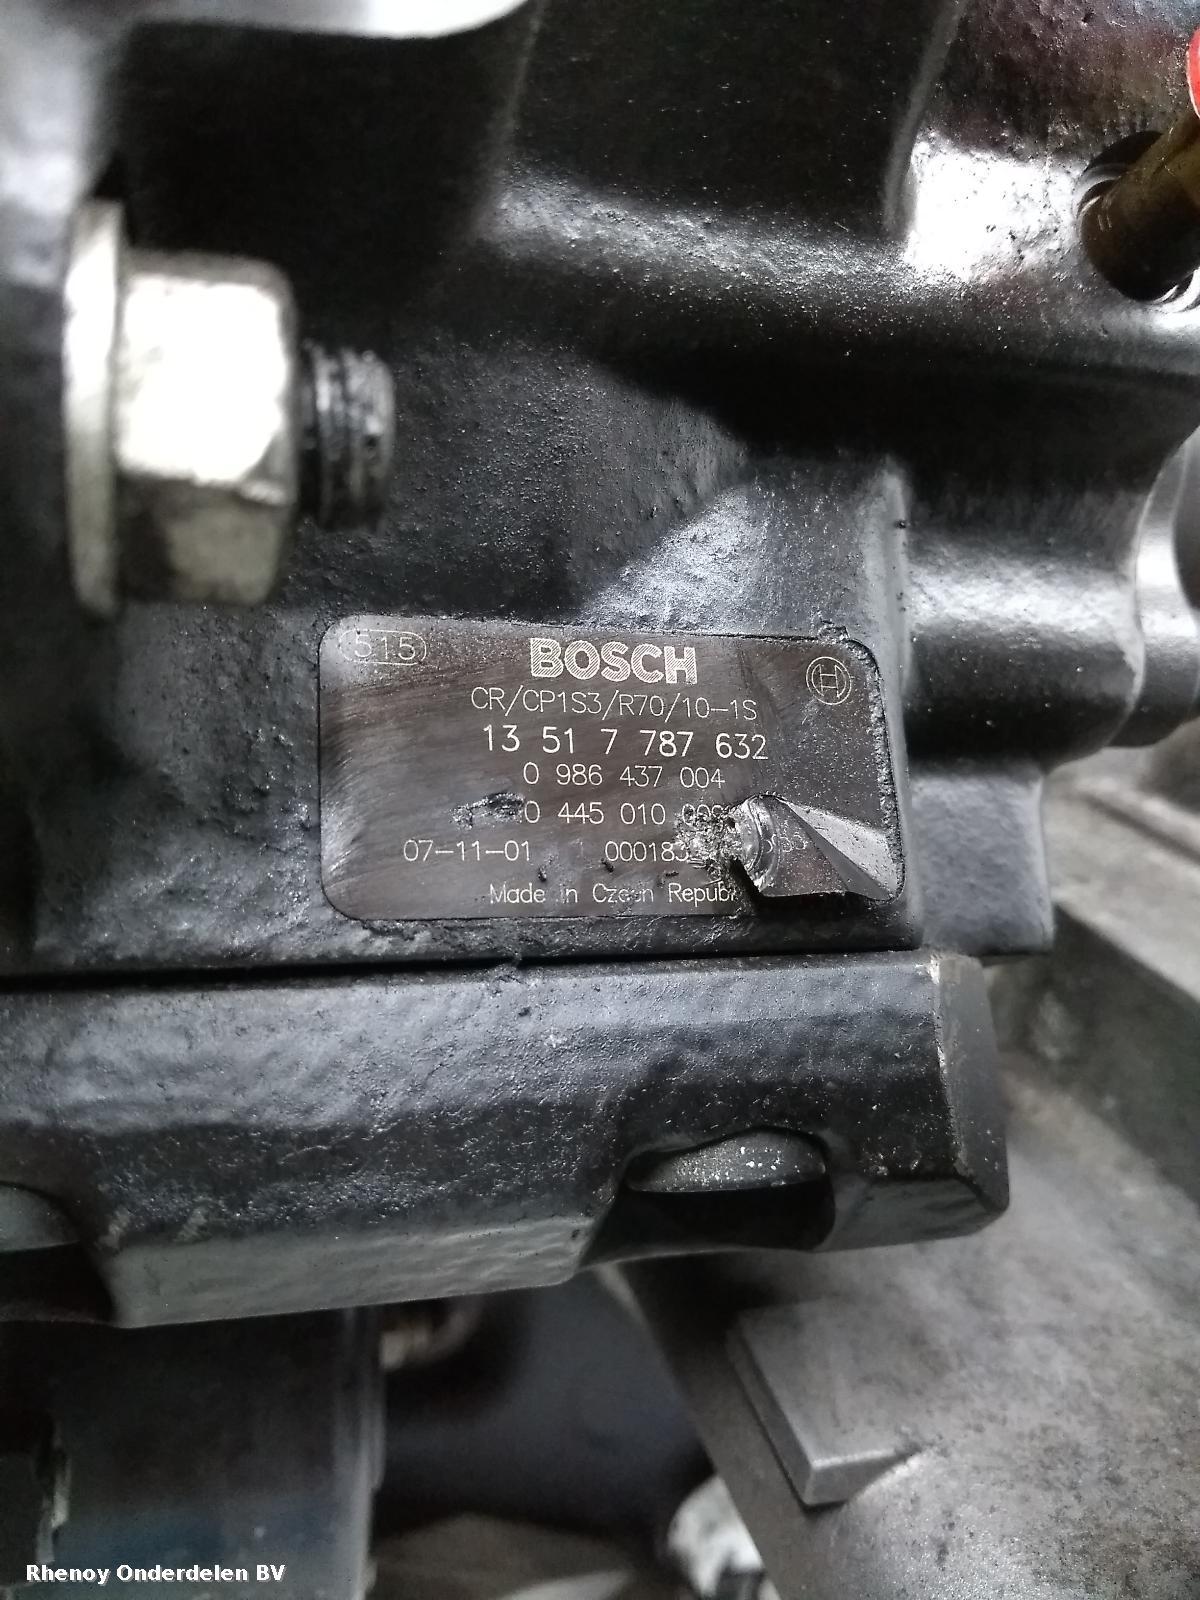 515
BOSCH
H
CR/CP1S3/R70/10-1S
13 51 7 787 632
0 986 437 004
0 445 010
07-11-01
Made in Czech
Rhenoy Onderdelen BV